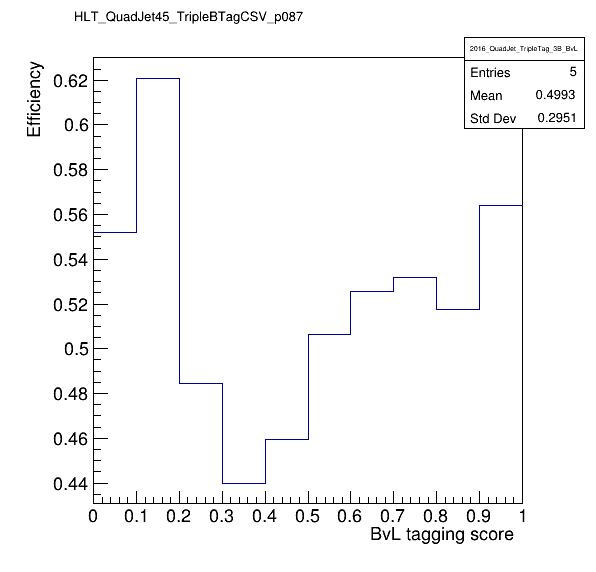 HLT_QuadJet45_TripleBTagCSV_p087
2016_QuadJet_TripleTag_3B_BvL
Entries 5
Mean 0.4993
Std Dev 0.2951
Efficiency
0.62
0.6
0.58
0.56
0.54
0.52
0.5
0.48
0.46
0.44
0 0.1 0.2 0.3 0.4 0.5 0.6 0.7 0.8 0.9 1
BvL tagging score